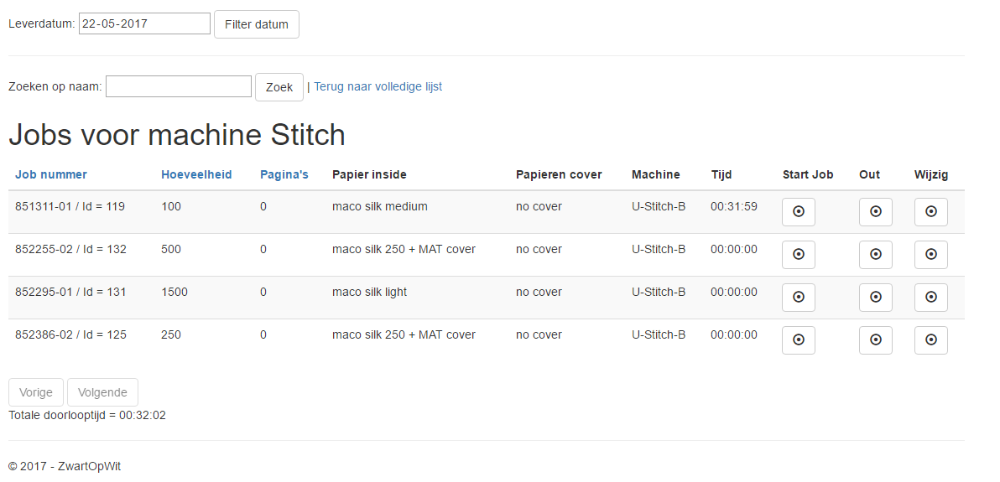 Leverdatum: 22-05-2017 Filter datum
Zoeken op naam: Zoek | Terug naar volledige lijst
Jobs voor machine Stitch
Job nummer Hoeveelheid Pagina's Papier inside Papieren cover Machine Tijd Start Job Out Wijzig
851311-01 / Id = 119 100 0 maco silk medium no cover U-Stitch-B 00:31:59
852255-02 / Id = 132 500 0 maco silk 250 + MAT cover no cover U-Stitch-B 00:00:00
852295-01 / Id = 131 1500 0 maco silk light no cover U-Stitch-B 00:00:00
852386-02 / Id = 125 250 0 maco silk 250 + MAT cover no cover U-Stitch-B 00:00:00
Vorige Volgende
Totale doorlooptijd = 00:32:02
© 2017 - ZwartOpWit